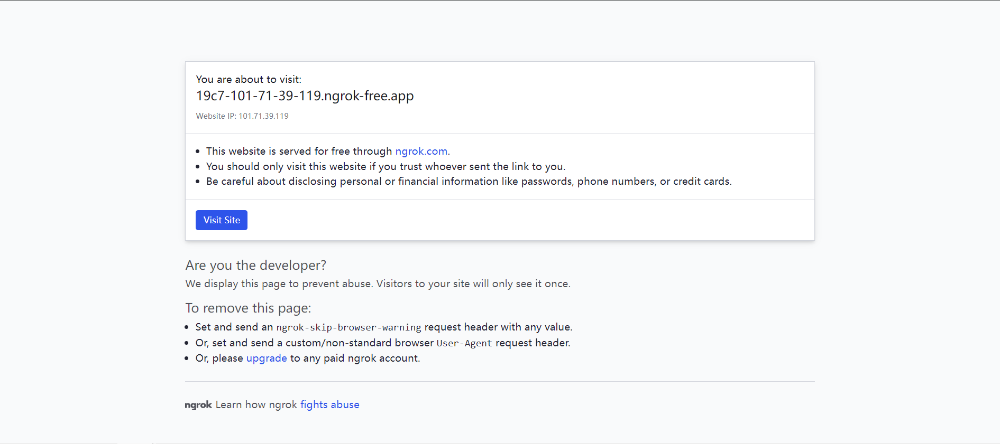 You are about to visit:
19c7-101-71-39-119.ngrok-free.app
Website IP: 101.71.39.119
This website is served for free through ngrok.com.
You should only visit this website if you trust whoever sent the link to you.
Be careful about disclosing personal or financial information like passwords, phone numbers, or credit cards.
Visit Site
Are you the developer?
We display this page to prevent abuse. Visitors to your site will only see it once.
To remove this page:
Set and send an ngrok-skip-browser-warning request header with any value.
Or, set and send a custom/non-standard browser User-Agent request header.
Or, please upgrade to any paid ngrok account.
ngrok Learn how ngrok fights abuse